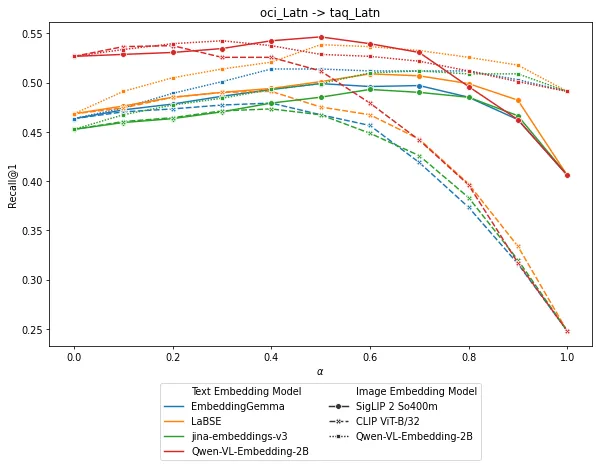 oci_Latn -> taq_Latn
0.55
0.50
0.45
0.40
0.35
0.30
0.25
Recall@1
0.0 0.2 0.4 0.6 0.8 1.0
α
Text Embedding Model
EmbeddingGemma
LaBSE
jina-embeddings-v3
Qwen-VL-Embedding-2B
Image Embedding Model
SigLIP 2 So400m
CLIP ViT-B/32
Qwen-VL-Embedding-2B